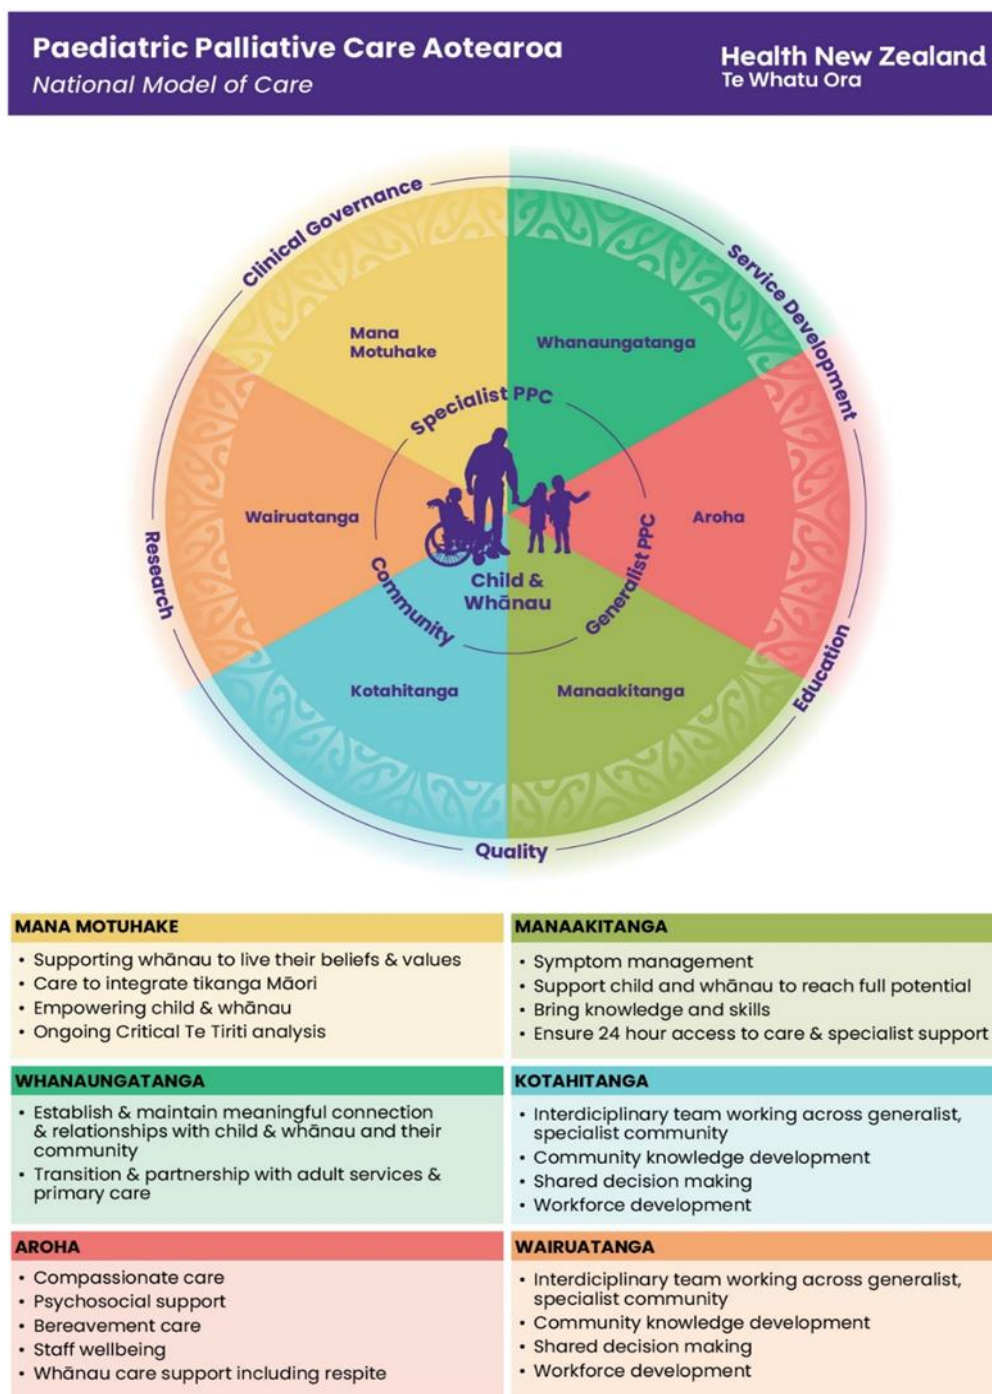 Paediatric Palliative Care Aotearoa
National Model of Care
Health New Zealand
Te Whatu Ora
Clinical Governance
Service Development
Education
Quality
Research
Mana
Motuhake
Whanaungatanga
Aroha
Manaakitanga
Kotahitanga
Wairuatanga
Specialist PPC
Generalist PPC
Community
Child &
Whānau
MANA MOTUHAKE
• Supporting whānau to live their beliefs & values
• Care to integrate tikanga Māori
• Empowering child & whānau
• Ongoing Critical Te Tiriti analysis
MANAAKITANGA
• Symptom management
• Support child and whānau to reach full potential
• Bring knowledge and skills
• Ensure 24 hour access to care & specialist support
WHANAUNGATANGA
• Establish & maintain meaningful connection
& relationships with child & whānau and their
community
• Transition & partnership with adult services &
primary care
KOTAHITANGA
• Interdiciplinary team working across generalist,
specialist community
• Community knowledge development
• Shared decision making
• Workforce development
AROHA
• Compassionate care
• Psychosocial support
• Bereavement care
• Staff wellbeing
• Whānau care support including respite
WAIRUATANGA
• Interdiciplinary team working across generalist,
specialist community
• Community knowledge development
• Shared decision making
• Workforce development